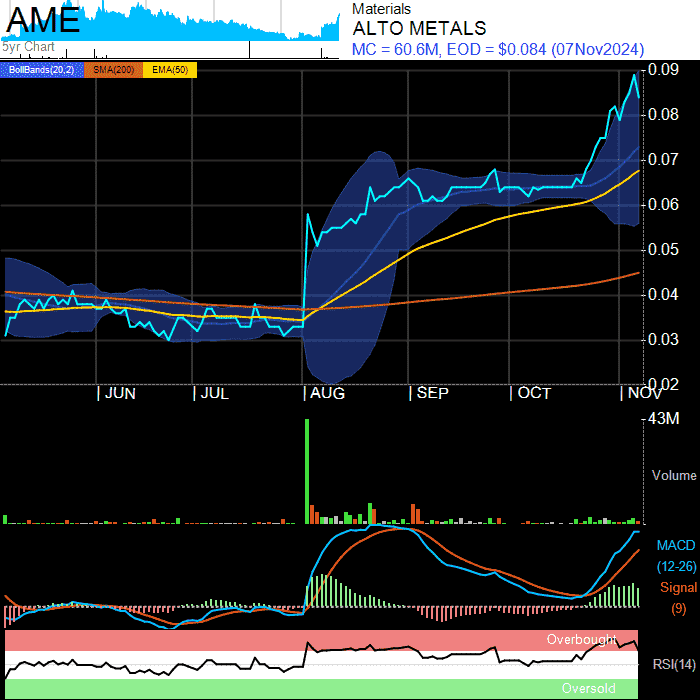 AME
5yr Chart
Materials
ALTO METALS
MC = 60.6M, EOD = $0.084 (07Nov2024)
BollBands(20,2) SMA(200) EMA(50)
0.09
0.08
0.07
0.06
0.05
0.04
0.03
0.02
JUN JUL AUG SEP OCT NOV
43M
Volume
MACD
(12-26)
Signal
(9)
Overbought
RSI(14)
Oversold